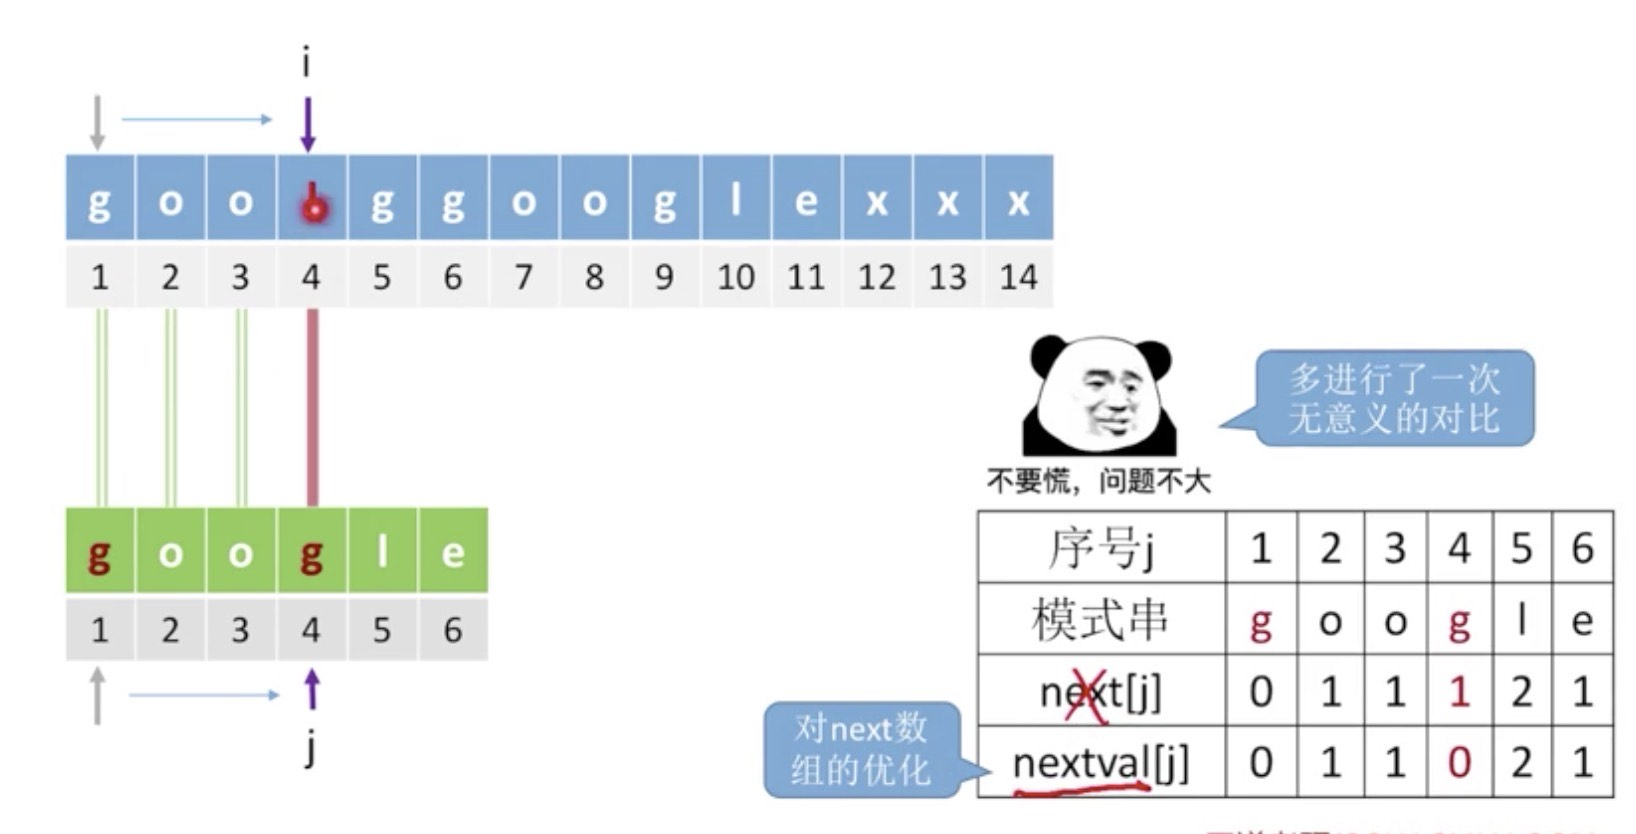 i
g o o g g o o g l e x x x
1 2 3 4 5 6 7 8 9 10 11 12 13 14
多进行了一次
无意义的对比
不要慌，问题不大
g o o g l e
1 2 3 4 5 6
j
对next数
组的优化
序号j 1 2 3 4 5 6
模式串 g o o g l e
next[j] 0 1 1 1 2 1
nextval[j] 0 1 1 0 2 1